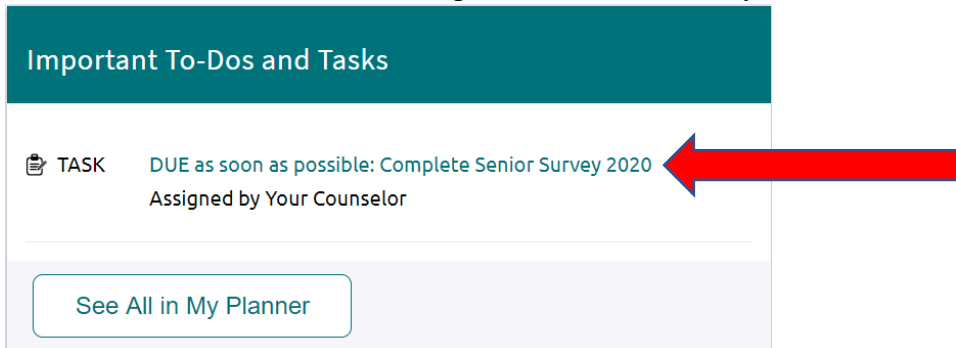 Important To-Dos and Tasks
TASK DUE as soon as possible: Complete Senior Survey 2020
Assigned by Your Counselor
See All in My Planner